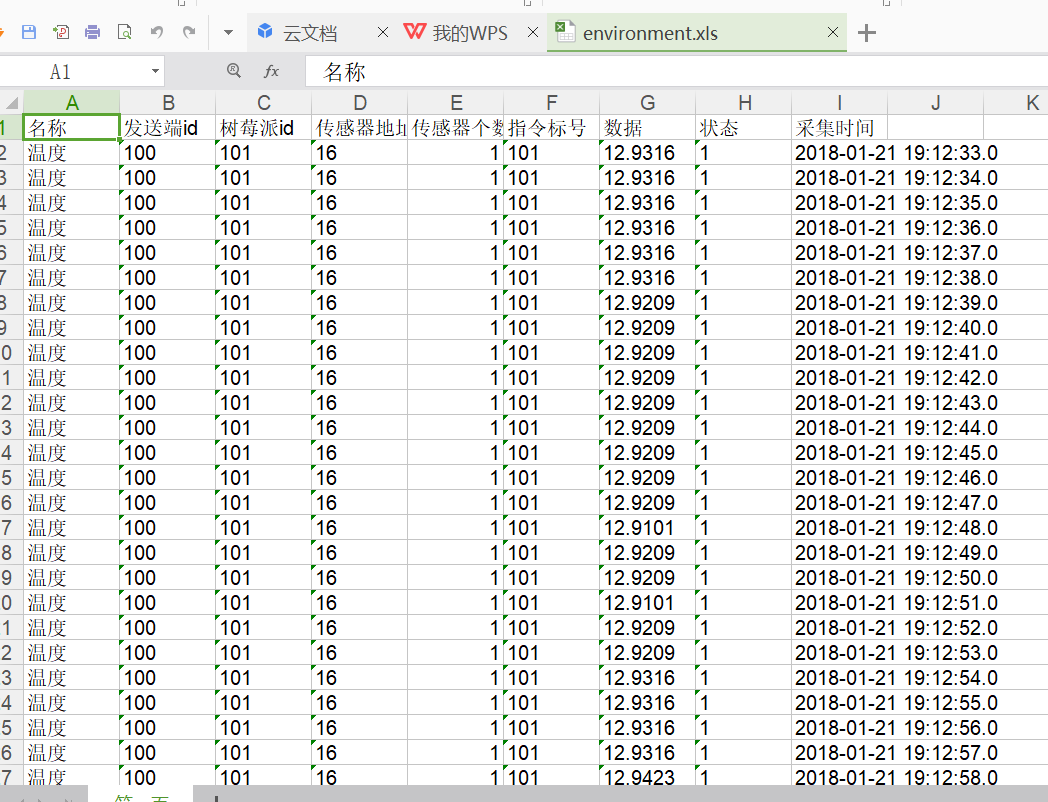 云文档 我的WPS environment.xls
A1 fx 名称
A B C D E F G H I J K
1 名称 发送端id 树莓派id 传感器地址 传感器个数 指令标号 数据 状态 采集时间
2 温度 100 101 16 1 101 12.9316 1 2018-01-21 19:12:33.0
3 温度 100 101 16 1 101 12.9316 1 2018-01-21 19:12:34.0
4 温度 100 101 16 1 101 12.9316 1 2018-01-21 19:12:35.0
5 温度 100 101 16 1 101 12.9316 1 2018-01-21 19:12:36.0
6 温度 100 101 16 1 101 12.9316 1 2018-01-21 19:12:37.0
7 温度 100 101 16 1 101 12.9316 1 2018-01-21 19:12:38.0
8 温度 100 101 16 1 101 12.9209 1 2018-01-21 19:12:39.0
9 温度 100 101 16 1 101 12.9209 1 2018-01-21 19:12:40.0
0 温度 100 101 16 1 101 12.9209 1 2018-01-21 19:12:41.0
1 温度 100 101 16 1 101 12.9209 1 2018-01-21 19:12:42.0
2 温度 100 101 16 1 101 12.9209 1 2018-01-21 19:12:43.0
3 温度 100 101 16 1 101 12.9209 1 2018-01-21 19:12:44.0
4 温度 100 101 16 1 101 12.9209 1 2018-01-21 19:12:45.0
5 温度 100 101 16 1 101 12.9209 1 2018-01-21 19:12:46.0
6 温度 100 101 16 1 101 12.9209 1 2018-01-21 19:12:47.0
7 温度 100 101 16 1 101 12.9101 1 2018-01-21 19:12:48.0
8 温度 100 101 16 1 101 12.9209 1 2018-01-21 19:12:49.0
9 温度 100 101 16 1 101 12.9209 1 2018-01-21 19:12:50.0
0 温度 100 101 16 1 101 12.9101 1 2018-01-21 19:12:51.0
1 温度 100 101 16 1 101 12.9209 1 2018-01-21 19:12:52.0
2 温度 100 101 16 1 101 12.9209 1 2018-01-21 19:12:53.0
3 温度 100 101 16 1 101 12.9316 1 2018-01-21 19:12:54.0
4 温度 100 101 16 1 101 12.9316 1 2018-01-21 19:12:55.0
5 温度 100 101 16 1 101 12.9316 1 2018-01-21 19:12:56.0
6 温度 100 101 16 1 101 12.9316 1 2018-01-21 19:12:57.0
7 温度 100 101 16 1 101 12.9423 1 2018-01-21 19:12:58.0